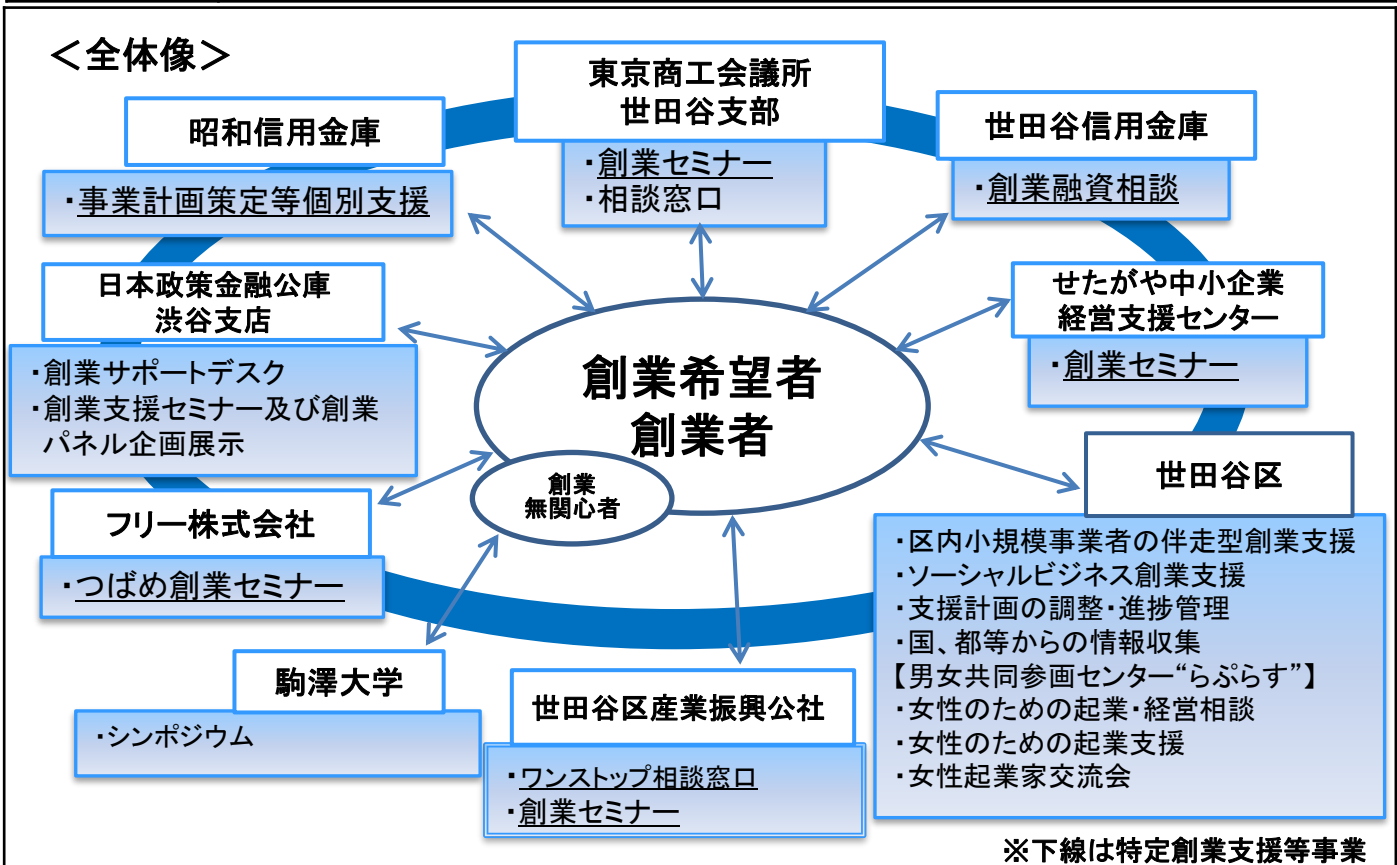 ＜全体像＞
東京商工会議所
世田谷支部
・創業セミナー
・相談窓口
昭和信用金庫
・事業計画策定等個別支援
世田谷信用金庫
・創業融資相談
日本政策金融公庫
渋谷支店
・創業サポートデスク
・創業支援セミナー及び創業
パネル企画展示
せたがや中小企業
経営支援センター
・創業セミナー
創業希望者
創業者
創業
無関心者
フリー株式会社
・つばめ創業セミナー
世田谷区
・区内小規模事業者の伴走型創業支援
・ソーシャルビジネス創業支援
・支援計画の調整・進捗管理
・国、都等からの情報収集
【男女共同参画センター“らぷらす”】
・女性のための起業・経営相談
・女性のための起業支援
・女性起業家交流会
駒澤大学
・シンポジウム
世田谷区産業振興公社
・ワンストップ相談窓口
・創業セミナー
※下線は特定創業支援等事業